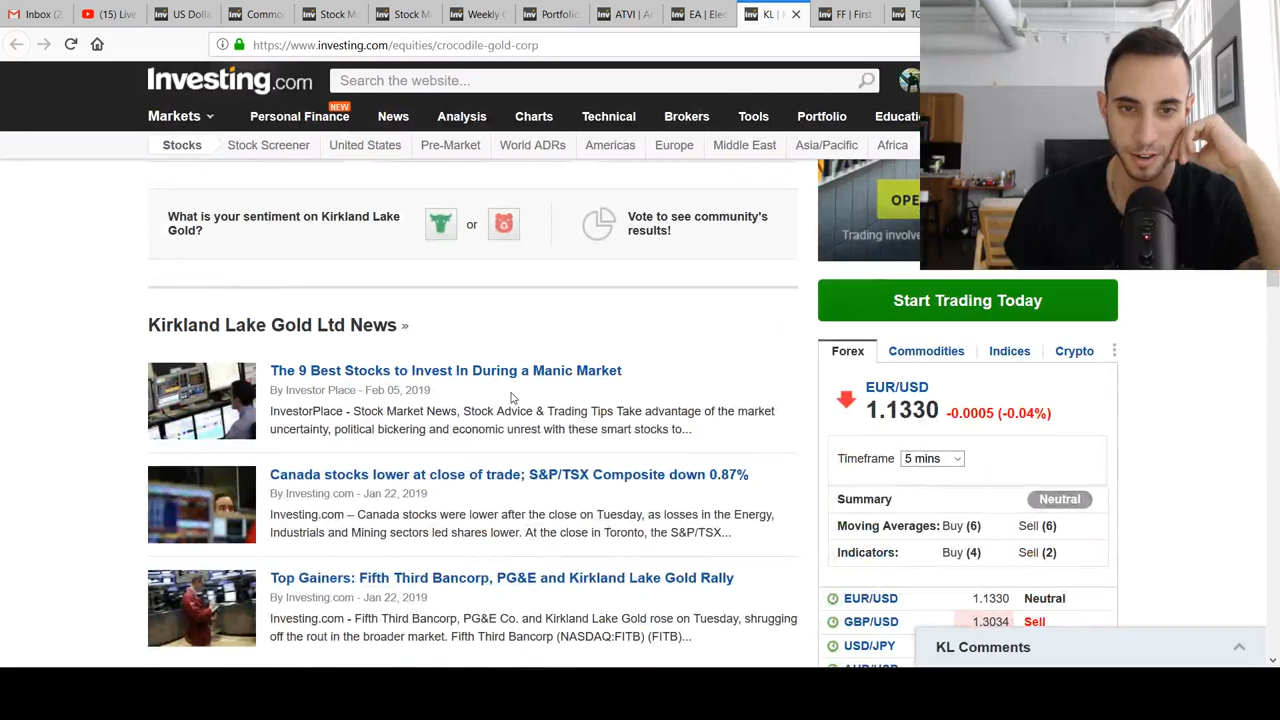 Inbox (2
(15) Live
US Dolla
Commo
Stock M
Stock M
Weekly
Portfolio
ATVI | A
EA | Elec
KL |
FF | First
https://www.investing.com/equities/crocodile-gold-corp
Investing.com
Search the website...
NEW
Markets
Personal Finance
News
Analysis
Charts
Technical
Brokers
Tools
Portfolio
Educati
Stocks
Stock Screener
United States
Pre-Market
World ADRs
Americas
Europe
Middle East
Asia/Pacific
Africa
OPE
Trading involve
What is your sentiment on Kirkland Lake
Gold?
or
Vote to see community's
results!
Start Trading Today
Kirkland Lake Gold Ltd News »
The 9 Best Stocks to Invest In During a Manic Market
By Investor Place - Feb 05, 2019
InvestorPlace - Stock Market News, Stock Advice & Trading Tips Take advantage of the market
uncertainty, political bickering and economic unrest with these smart stocks to...
Canada stocks lower at close of trade; S&P/TSX Composite down 0.87%
By Investing.com - Jan 22, 2019
Investing.com – Canada stocks were lower after the close on Tuesday, as losses in the Energy,
Industrials and Mining sectors led shares lower. At the close in Toronto, the S&P/TSX...
Top Gainers: Fifth Third Bancorp, PG&E and Kirkland Lake Gold Rally
By Investing.com - Jan 22, 2019
Investing.com - Fifth Third Bancorp, PG&E Co. and Kirkland Lake Gold rose on Tuesday, shrugging
off the rout in the broader market. Fifth Third Bancorp (NASDAQ:FITB) (FITB)...
Forex
Commodities
Indices
Crypto
EUR/USD
1.1330 -0.0005 (-0.04%)
Timeframe 5 mins
Summary Neutral
Moving Averages: Buy (6) Sell (6)
Indicators: Buy (4) Sell (2)
EUR/USD 1.1330 Neutral
GBP/USD 1.3034 Sell
USD/JPY
KL Comments